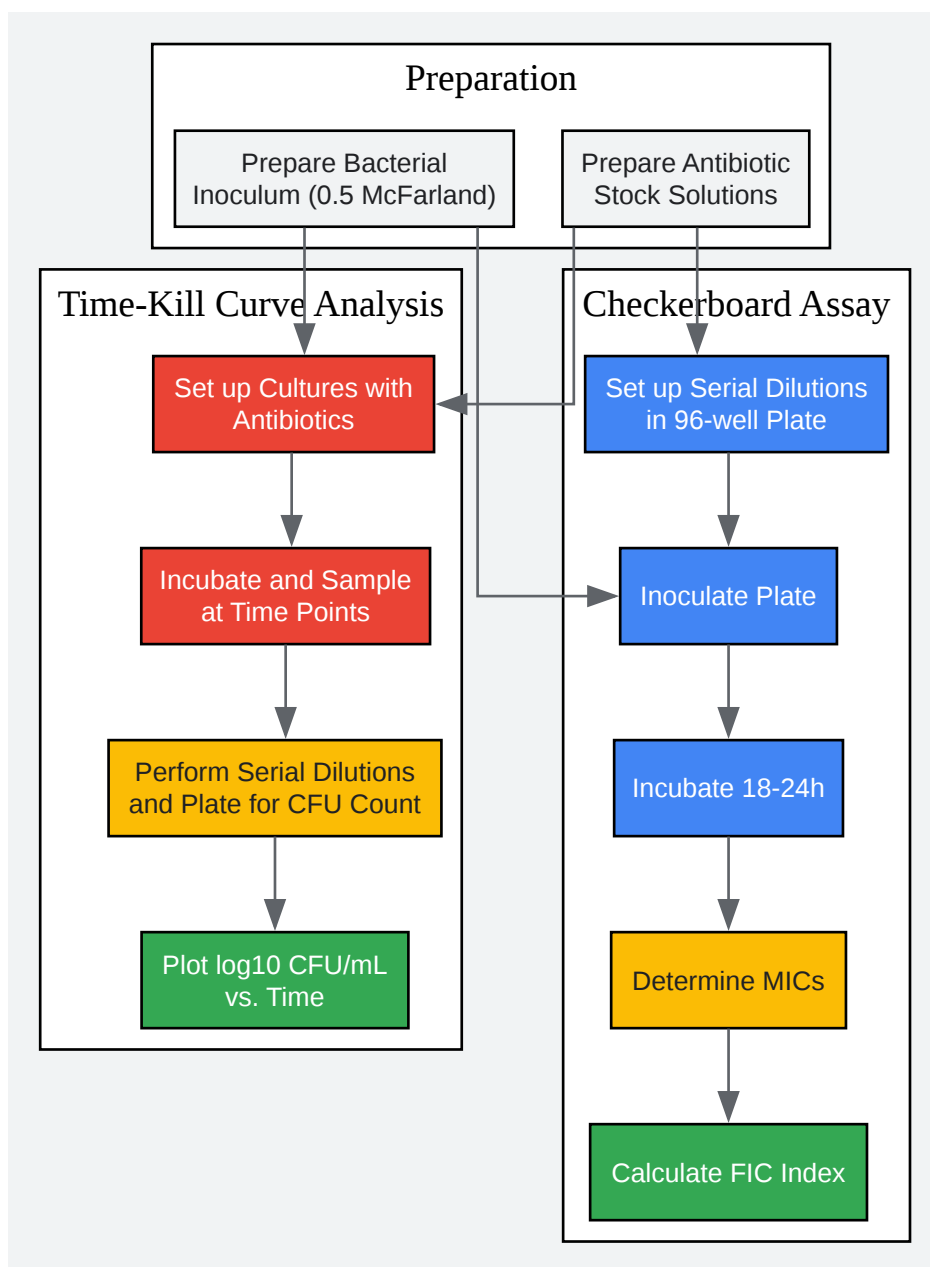 Preparation
Prepare Bacterial
Inoculum (0.5 McFarland)
Prepare Antibiotic
Stock Solutions
Time-Kill Curve Analysis
Set up Cultures with
Antibiotics
Incubate and Sample
at Time Points
Perform Serial Dilutions
and Plate for CFU Count
Plot log10 CFU/mL
vs. Time
Checkerboard Assay
Set up Serial Dilutions
in 96-well Plate
Inoculate Plate
Incubate 18-24h
Determine MICs
Calculate FIC Index